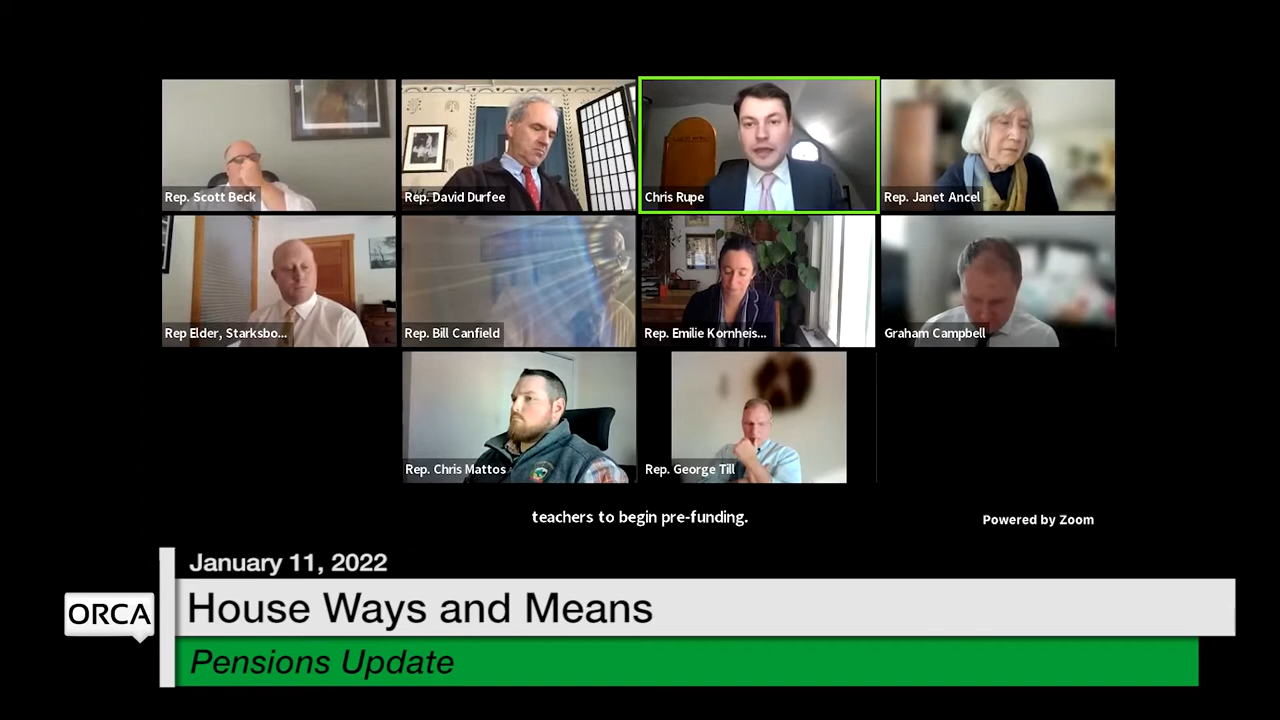 Rep. Scott Beck
Rep. David Durfee
Chris Rupe
Rep. Janet Ancel
Rep Elder, Starksbo...
Rep. Bill Canfield
Rep. Emilie Kornheis...
Graham Campbell
Rep. Chris Mattos
Rep. George Till
teachers to begin pre-funding.
Powered by Zoom
January 11, 2022
ORCA
House Ways and Means
Pensions Update